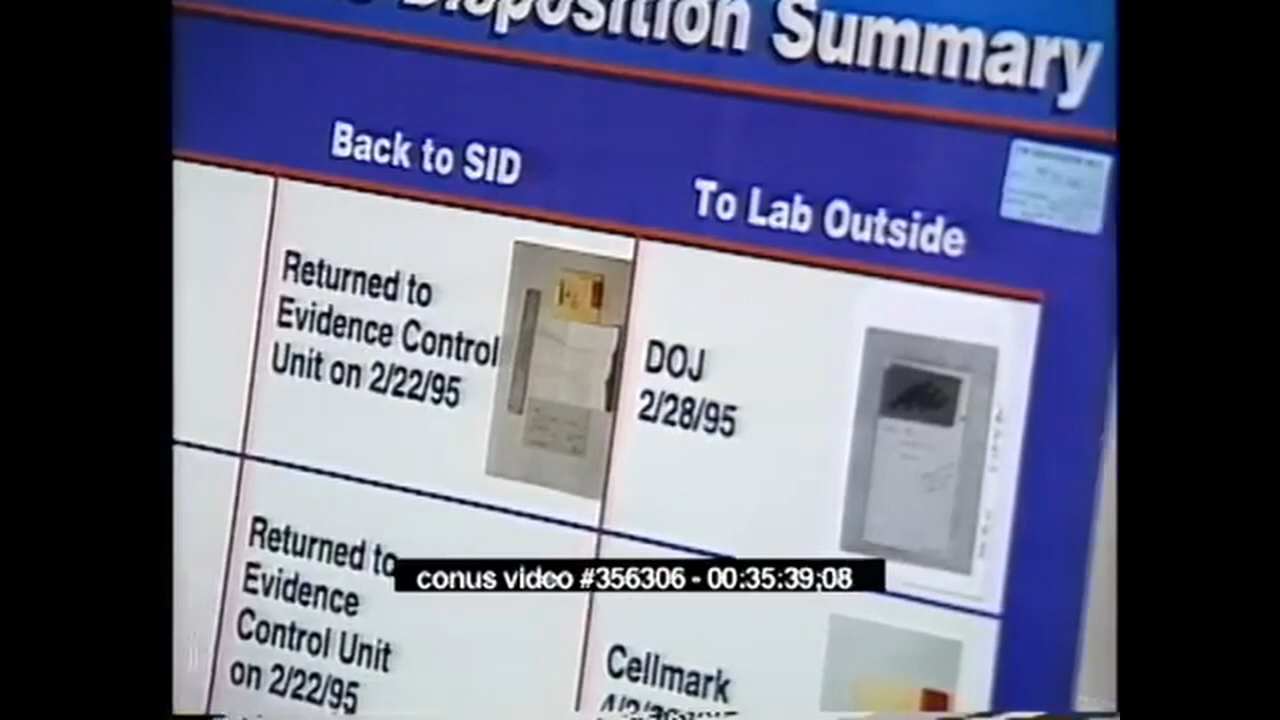 Disposition Summary
Back to SID
To Lab Outside
Returned to
Evidence Control
Unit on 2/22/95
DOJ
2/28/95
Returned to
Evidence
Control Unit
on 2/22/95
Cellmark
conus video #356306 - 00:35:39;08